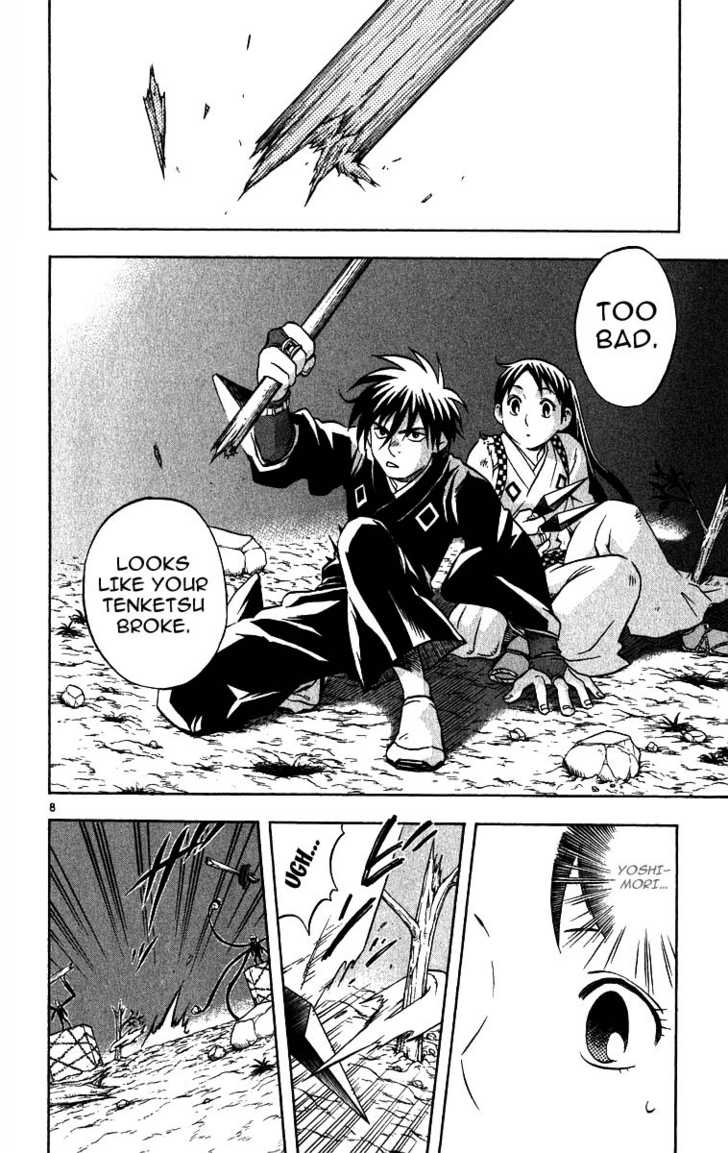 TOO
BAD.
LOOKS
LIKE YOUR
TENKETSU
BROKE.
8
YOSHI-
MORI...
UGH...